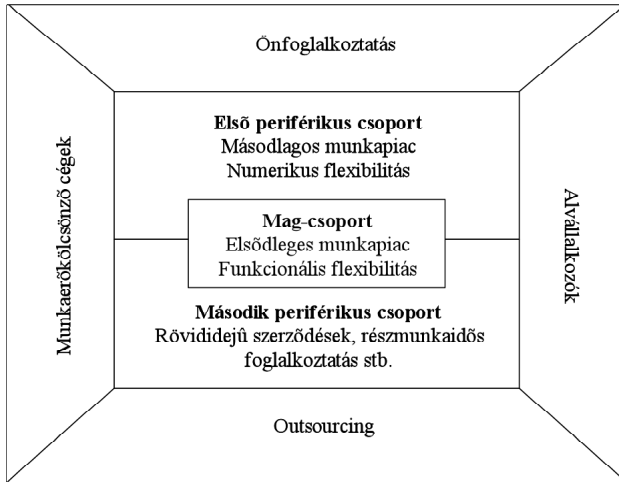 Önfoglalkoztatás
Munkaerõkölcsönzõ cégek
Elsõ periférikus csoport
Másodlagos munkapiac
Numerikus flexibilitás
Mag-csoport
Elsõdleges munkapiac
Funkcionális flexibilitás
Második periférikus csoport
Rövididejû szerzõdések, részmunkaidõs
foglalkoztatás stb.
Alvállalkozók
Outsourcing